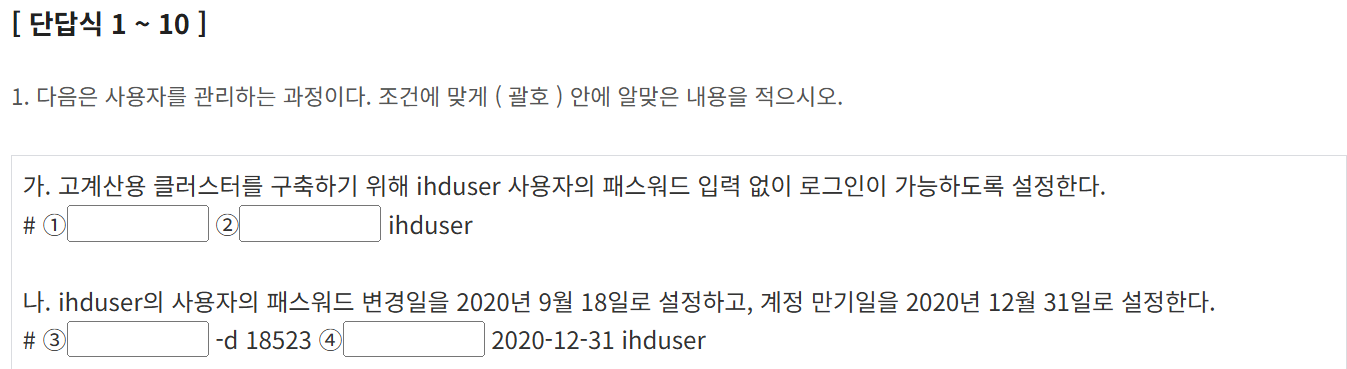 [ 단답식 1 ~ 10 ]
1. 다음은 사용자를 관리하는 과정이다. 조건에 맞게 ( 괄호 ) 안에 알맞은 내용을 적으시오.
가. 고계산용 클러스터를 구축하기 위해 ihduser 사용자의 패스워드 입력 없이 로그인이 가능하도록 설정한다.
# ① ② ihduser
나. ihduser의 사용자의 패스워드 변경일을 2020년 9월 18일로 설정하고, 계정 만기일을 2020년 12월 31일로 설정한다.
# ③ -d 18523 ④ 2020-12-31 ihduser